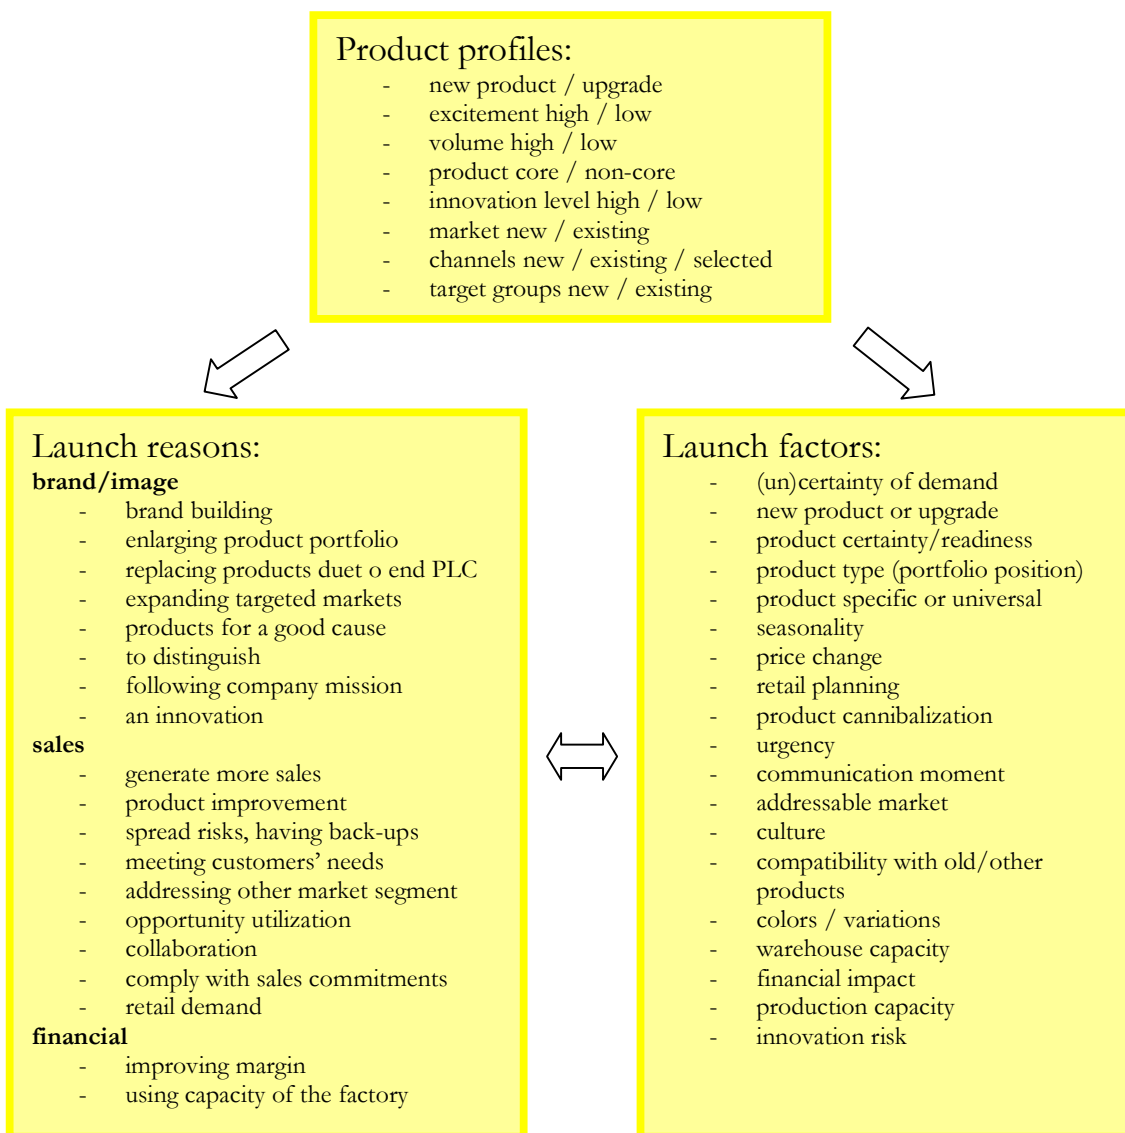 Product profiles:
- new product / upgrade
- excitement high / low
- volume high / low
- product core / non-core
- innovation level high / low
- market new / existing
- channels new / existing / selected
- target groups new / existing
Launch reasons:
brand/image
- brand building
- enlarging product portfolio
- replacing products duet o end PLC
- expanding targeted markets
- products for a good cause
- to distinguish
- following company mission
- an innovation
sales
- generate more sales
- product improvement
- spread risks, having back-ups
- meeting customers’ needs
- addressing other market segment
- opportunity utilization
- collaboration
- comply with sales commitments
- retail demand
financial
- improving margin
- using capacity of the factory
Launch factors:
- (un)certainty of demand
- new product or upgrade
- product certainty/readiness
- product type (portfolio position)
- product specific or universal
- seasonality
- price change
- retail planning
- product cannibalization
- urgency
- communication moment
- addressable market
- culture
- compatibility with old/other
products
- colors / variations
- warehouse capacity
- financial impact
- production capacity
- innovation risk